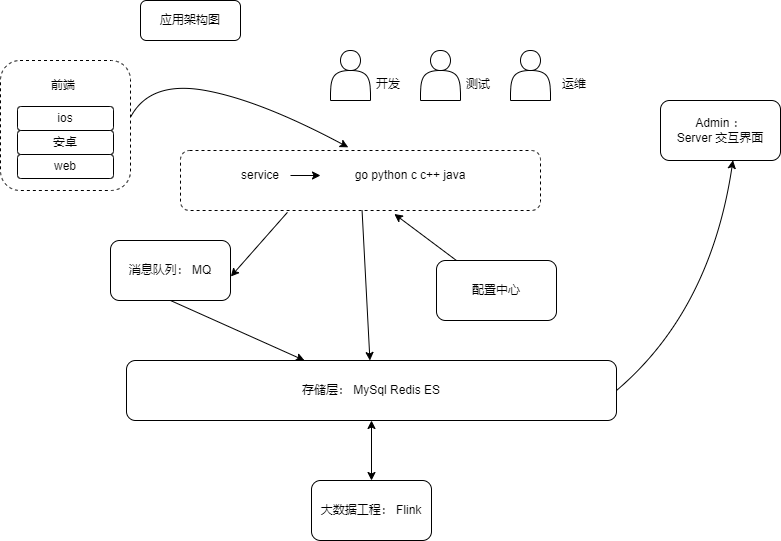 应用架构图
前端
ios
安卓
web
开发
测试
运维
Admin：
Server 交互界面
service
go python c c++ java
消息队列： MQ
配置中心
存储层： MySql Redis ES
大数据工程： Flink